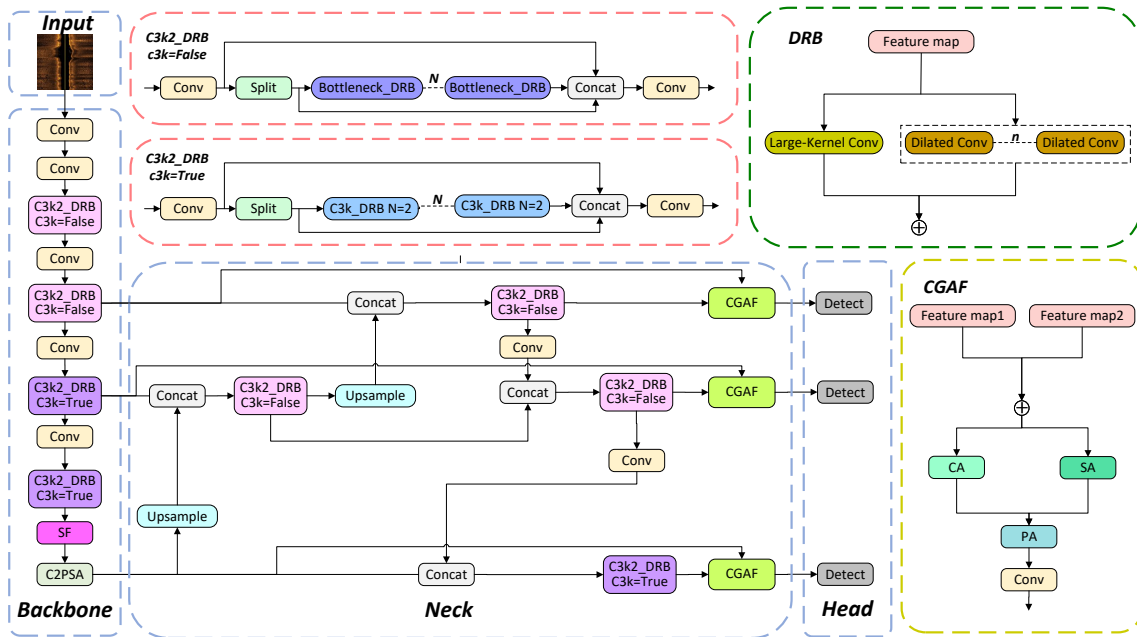 Input
Conv
Conv
C3k2_DRB
C3k=False
Conv
C3k2_DRB
C3k=False
Conv
C3k2_DRB
C3k=True
Conv
C3k2_DRB
C3k=True
SF
C2PSA
Backbone
C3k2_DRB
c3k=False
Conv
Split
Bottleneck_DRB
N
Bottleneck_DRB
Concat
Conv
C3k2_DRB
c3k=True
Conv
Split
C3k_DRB N=2
N
C3k_DRB N=2
Concat
Conv
Concat
C3k2_DRB
C3k=False
CGAF
Conv
Concat
C3k2_DRB
C3k=False
Upsample
Concat
C3k2_DRB
C3k=False
CGAF
Conv
Upsample
Concat
C3k2_DRB
C3k=True
CGAF
Neck
Detect
Detect
Detect
Head
DRB
Feature map
Large-Kernel Conv
Dilated Conv
n
Dilated Conv
CGAF
Feature map1
Feature map2
CA
SA
PA
Conv